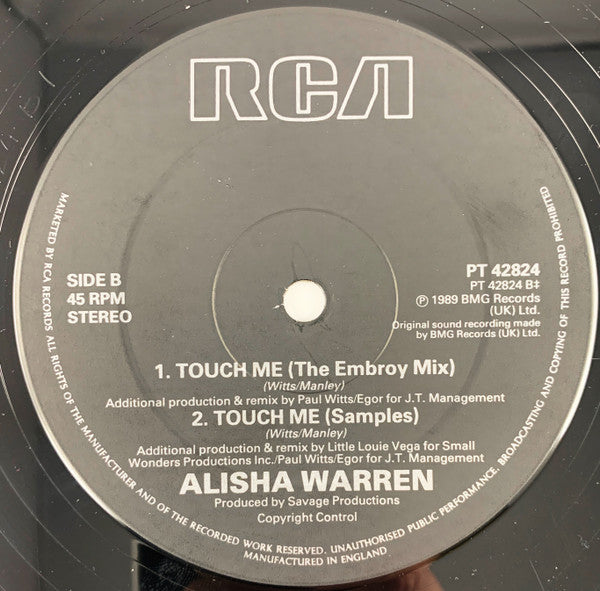 RCA
SIDE B
45 RPM
STEREO
PT 42824
PT 42824 B‡
℗ 1989 BMG Records
(UK) Ltd.
Original sound recording made
by BMG Records (UK) Ltd.
1. TOUCH ME (The Embroy Mix)
(Witts/Manley)
Additional production & remix by Paul Witts/Egor for J.T. Management
2. TOUCH ME (Samples)
(Witts/Manley)
Additional production & remix by Little Louie Vega for Small
Wonders Productions Inc./Paul Witts/Egor for J.T. Management
ALISHA WARREN
Produced by Savage Productions
Copyright Control
MARKETED BY RCA RECORDS ALL RIGHTS OF THE MANUFACTURER AND OF THE RECORDED WORK RESERVED. UNAUTHORISED PUBLIC PERFORMANCE, BROADCASTING AND COPYING OF THIS RECORD PROHIBITED
MANUFACTURED IN ENGLAND